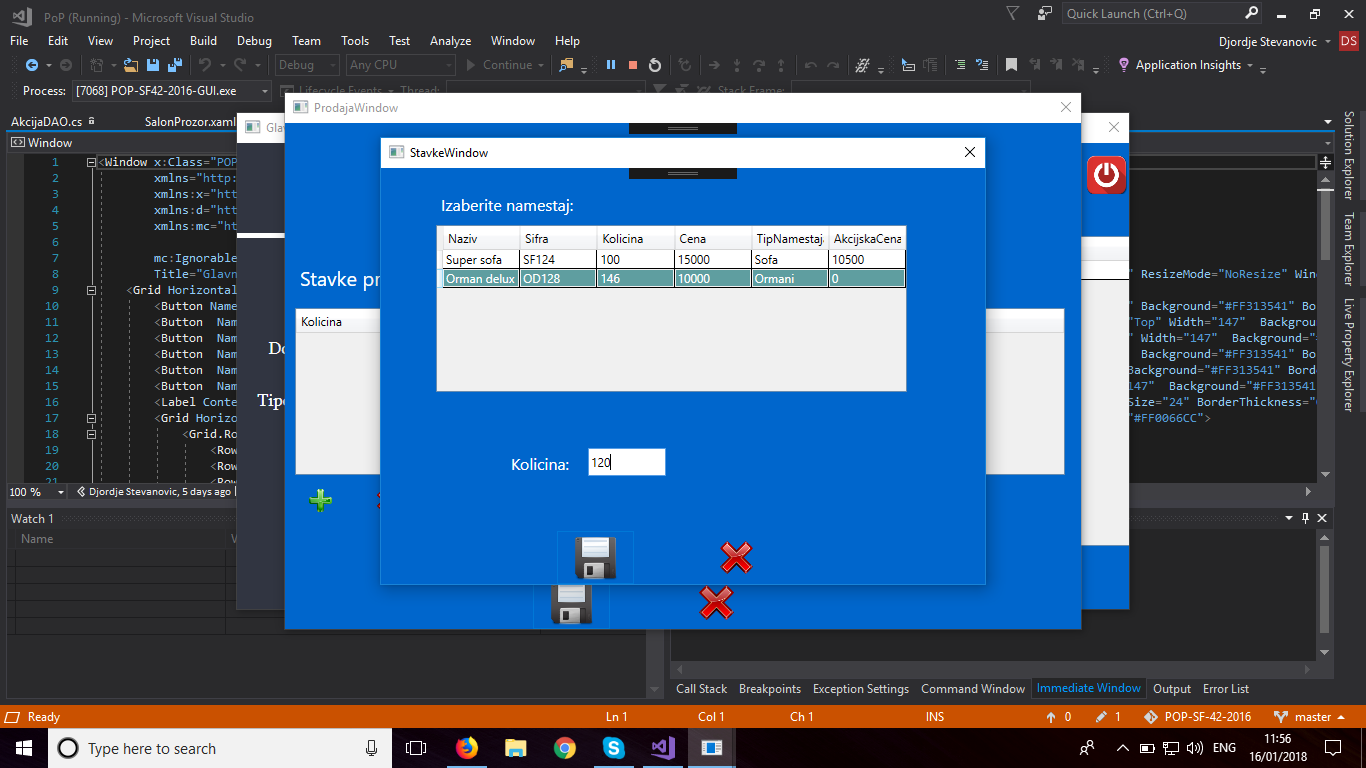 PoP (Running) - Microsoft Visual Studio
Quick Launch (Ctrl+Q)
File Edit View Project Build Debug Team Tools Test Analyze Window Help
Djordje Stevanovic DS
Debug Any CPU Continue Application Insights
Process: [7068] POP-SF42-2016-GUI.exe Lifecycle Events Thread: Stack Frame:
AkcijaDAO.cs SalonProzor.xaml
Window
Gla
ProdajaWindow
StavkeWindow
Izaberite namestaj:
Naziv Sifra Kolicina Cena TipNamestaj AkcijskaCena
Super sofa SF124 100 15000 Sofa 10500
Orman delux OD128 146 10000 Ormani 0
Kolicina: 120
Stavke pr
Kolicina
Do
Tipo
1 <Window x:Class="POP
2 xmlns="http:
3 xmlns:x="htt
4 xmlns:d="htt
5 xmlns:mc="ht
6
7 mc:Ignorable
8 Title="Glavn " ResizeMode="NoResize" Win
9 <Grid Horizontal
10 <Button Name " Background="#FF313541" Bo
11 <Button Nam "Top" Width="147" Backgrou
12 <Button Nam " Width="147" Background="#
13 <Button Nam Background="#FF313541" Bor
14 <Button Nam Background="#FF313541" Bord
15 <Button Nam 147" Background="#FF313541
16 <Label Conte Size="24" BorderThickness="
17 <Grid Horizo "#FF0066CC">
18 <Grid.Ro
19 <Row
20 <Row
21 <Row
100 % Djordje Stevanovic, 5 days ago
Watch 1
Name
Solution Explorer
Team Explorer
Live Property Explorer
Call Stack Breakpoints Exception Settings Command Window Immediate Window Output Error List
Ready Ln 1 Col 1 Ch 1 INS 0 1 POP-SF-42-2016 master
Type here to search
ENG
11:56
16/01/2018